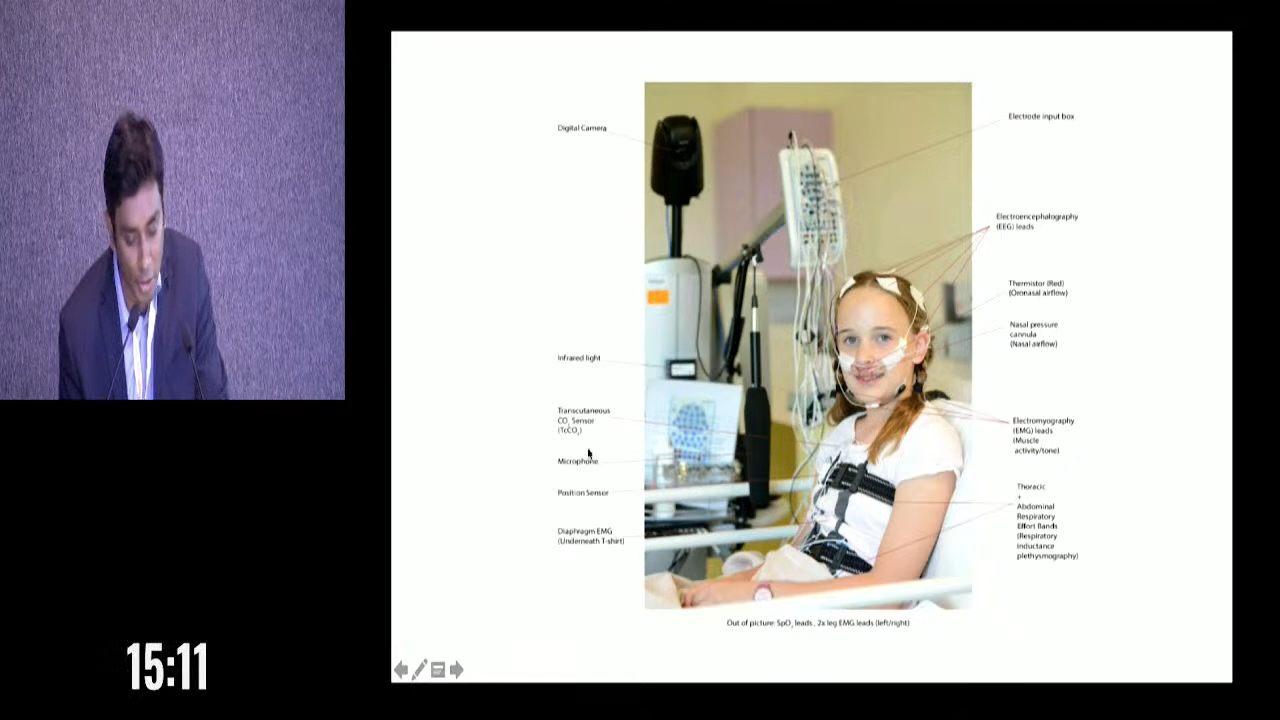 Digital Camera
Electrode input box
Electroencephalography
(EEG) leads
Thermistor (Red)
(Oronasal airflow)
Nasal pressure
cannula
(Nasal airflow)
Infrared light
Transcutaneous
CO₂ Sensor
(TcCO₂)
Microphone
Position Sensor
Diaphragm EMG
(Underneath T-shirt)
Electromyography
(EMG) leads
(Muscle
activity/tone)
Thoracic
+
Abdominal
Respiratory
Effort Bands
(Respiratory
inductance
plethysmography)
Out of picture: SpO₂ leads , 2x leg EMG leads (left/right)
15:11